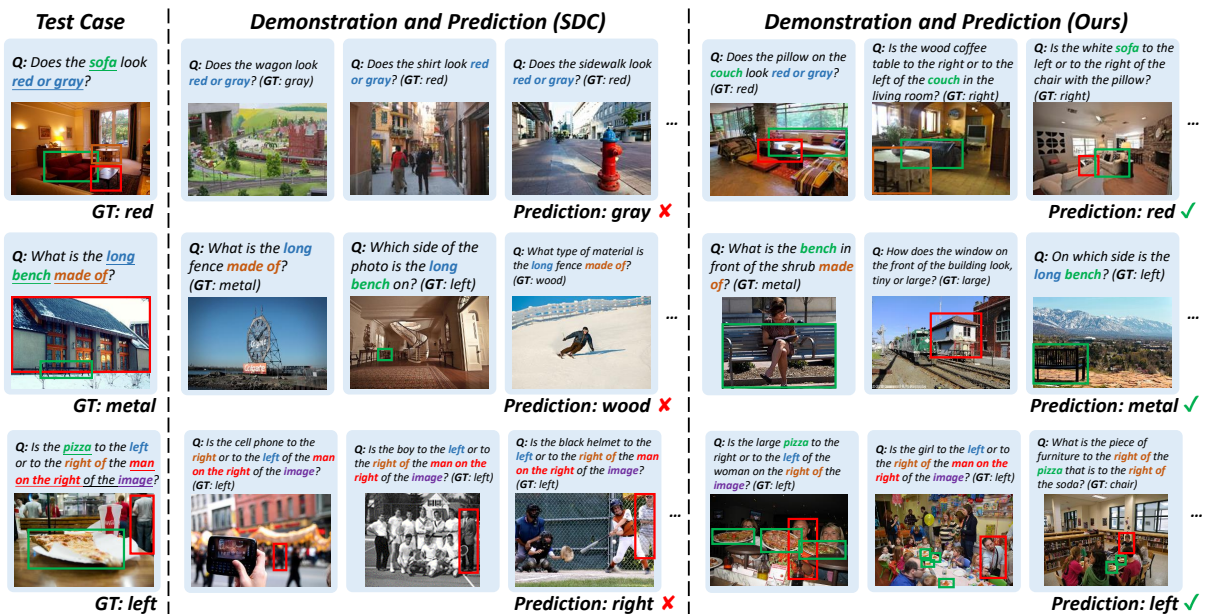 Test Case
Demonstration and Prediction (SDC)
Demonstration and Prediction (Ours)
Q: Does the sofa look
red or gray?
GT: red
Q: Does the wagon look
red or gray? (GT: gray)
Q: Does the shirt look red
or gray? (GT: red)
Q: Does the sidewalk look
red or gray? (GT: red)
...
Prediction: gray ✘
Q: Does the pillow on the
couch look red or gray?
(GT: red)
Q: Is the wood coffee
table to the right or to the
left of the couch in the
living room? (GT: right)
Q: Is the white sofa to the
left or to the right of the
chair with the pillow?
(GT: right)
...
Prediction: red ✓
Q: What is the long
bench made of?
GT: metal
Q: What is the long
fence made of?
(GT: metal)
Q: Which side of the
photo is the long
bench on? (GT: left)
Q: What type of material is
the long fence made of?
(GT: wood)
...
Prediction: wood ✘
Q: What is the bench in
front of the shrub made
of? (GT: metal)
Q: How does the window on
the front of the building look,
tiny or large? (GT: large)
Q: On which side is the
long bench? (GT: left)
...
Prediction: metal ✓
Q: Is the pizza to the left
or to the right of the man
on the right of the image?
GT: left
Q: Is the cell phone to the
right or to the left of the man
on the right of the image?
(GT: left)
Q: Is the boy to the left or to
the right of the man on the
right of the image? (GT: left)
Q: Is the black helmet to the
left or to the right of the man
on the right of the image?
(GT: left)
...
Prediction: right ✘
Q: Is the large pizza to the
right or to the left of the
woman on the right of the
image? (GT: left)
Q: Is the girl to the left or to
the right of the man on the
right of the image? (GT: left)
Q: What is the piece of
furniture to the right of the
pizza that is to the right of
the soda? (GT: chair)
...
Prediction: left ✓